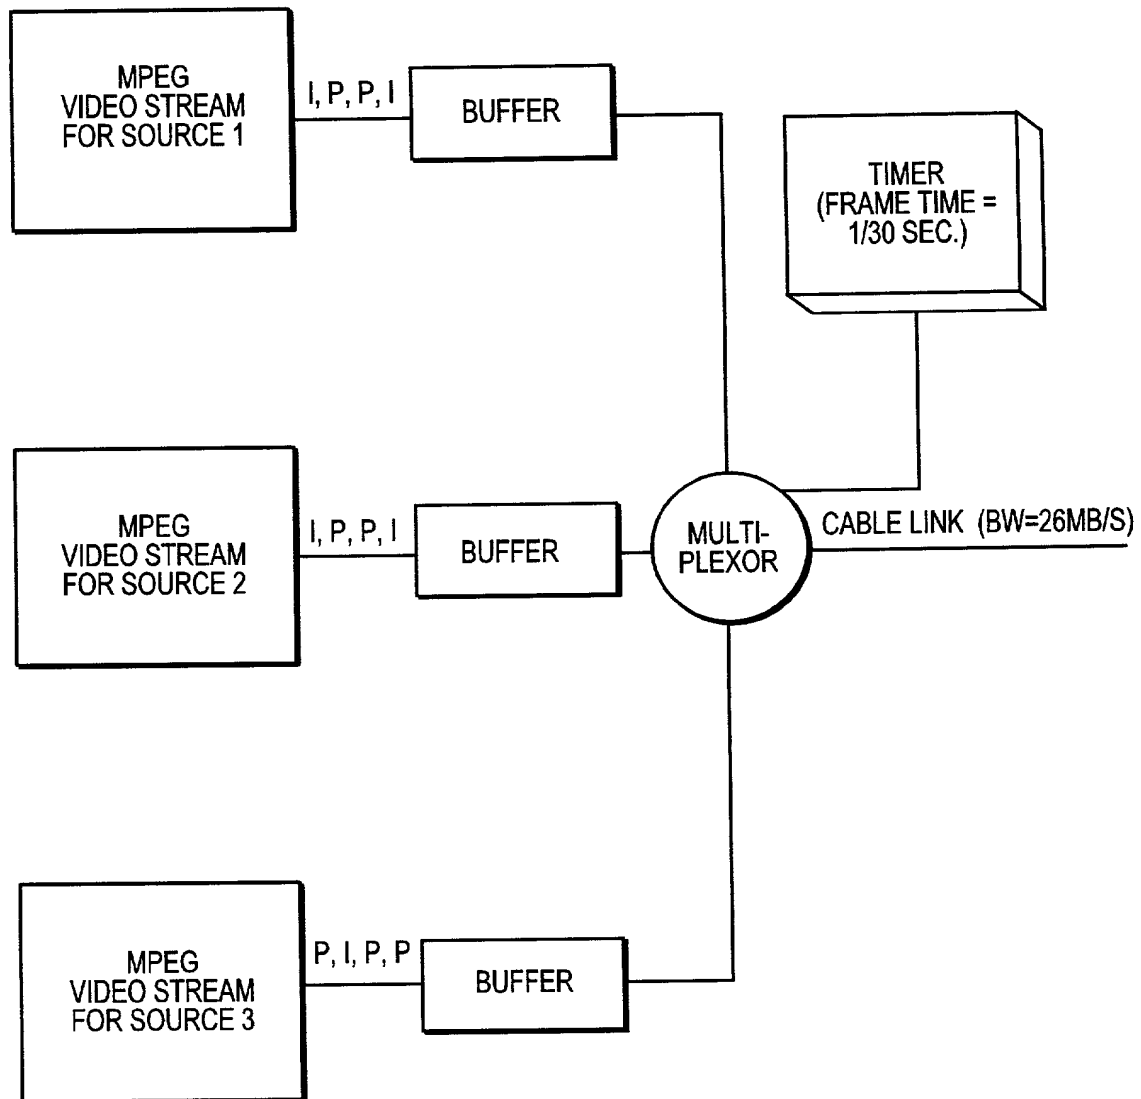 MPEG
VIDEO STREAM
FOR SOURCE 1
I, P, P, I
BUFFER
TIMER
(FRAME TIME =
1/30 SEC.)
MPEG
VIDEO STREAM
FOR SOURCE 2
I, P, P, I
BUFFER
MULTI-
PLEXOR
CABLE LINK (BW=26MB/S)
MPEG
VIDEO STREAM
FOR SOURCE 3
P, I, P, P
BUFFER